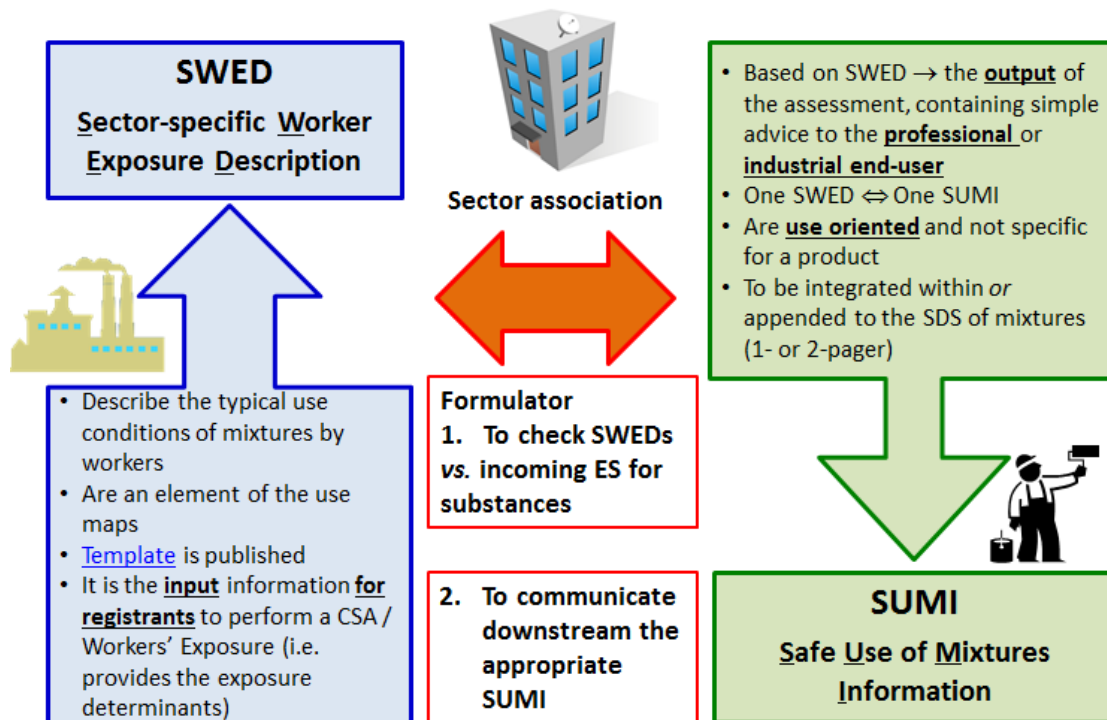 SWED
Sector-specific Worker
Exposure Description
• Describe the typical use
conditions of mixtures by
workers
• Are an element of the use
maps
• Template is published
• It is the input information for
registrants to perform a CSA /
Workers’ Exposure (i.e.
provides the exposure
determinants)
Sector association
Formulator
1. To check SWEDs
vs. incoming ES for
substances
2. To communicate
downstream the
appropriate
SUMI
• Based on SWED → the output of
the assessment, containing simple
advice to the professional or
industrial end-user
• One SWED ⇔ One SUMI
• Are use oriented and not specific
for a product
• To be integrated within or
appended to the SDS of mixtures
(1- or 2-pager)
SUMI
Safe Use of Mixtures
Information